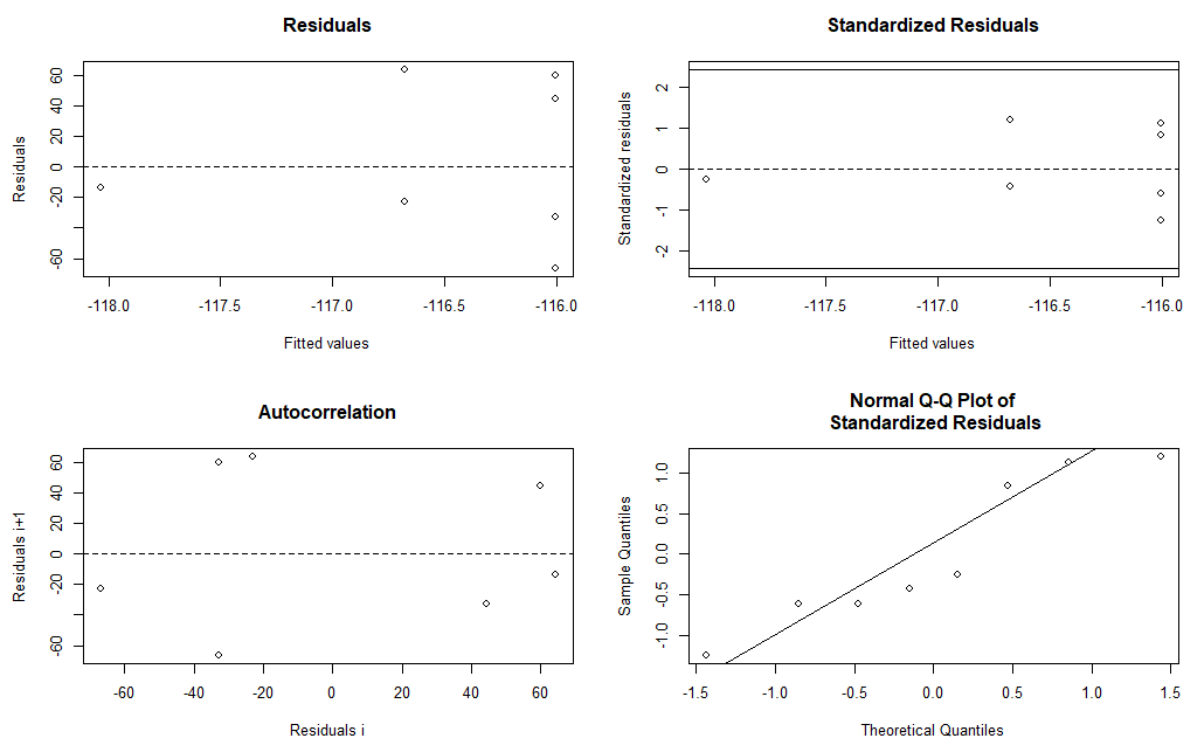 Residuals
Residuals
60
40
20
0
-20
-60
-118.0 -117.5 -117.0 -116.5 -116.0
Fitted values
Standardized Residuals
Standardized residuals
2
1
0
-1
-2
-118.0 -117.5 -117.0 -116.5 -116.0
Fitted values
Autocorrelation
Residuals i+1
60
40
20
0
-20
-60
-60 -40 -20 0 20 40 60
Residuals i
Normal Q-Q Plot of
Standardized Residuals
Sample Quantiles
1.0
0.5
0.0
-0.5
-1.0
-1.5 -1.0 -0.5 0.0 0.5 1.0 1.5
Theoretical Quantiles